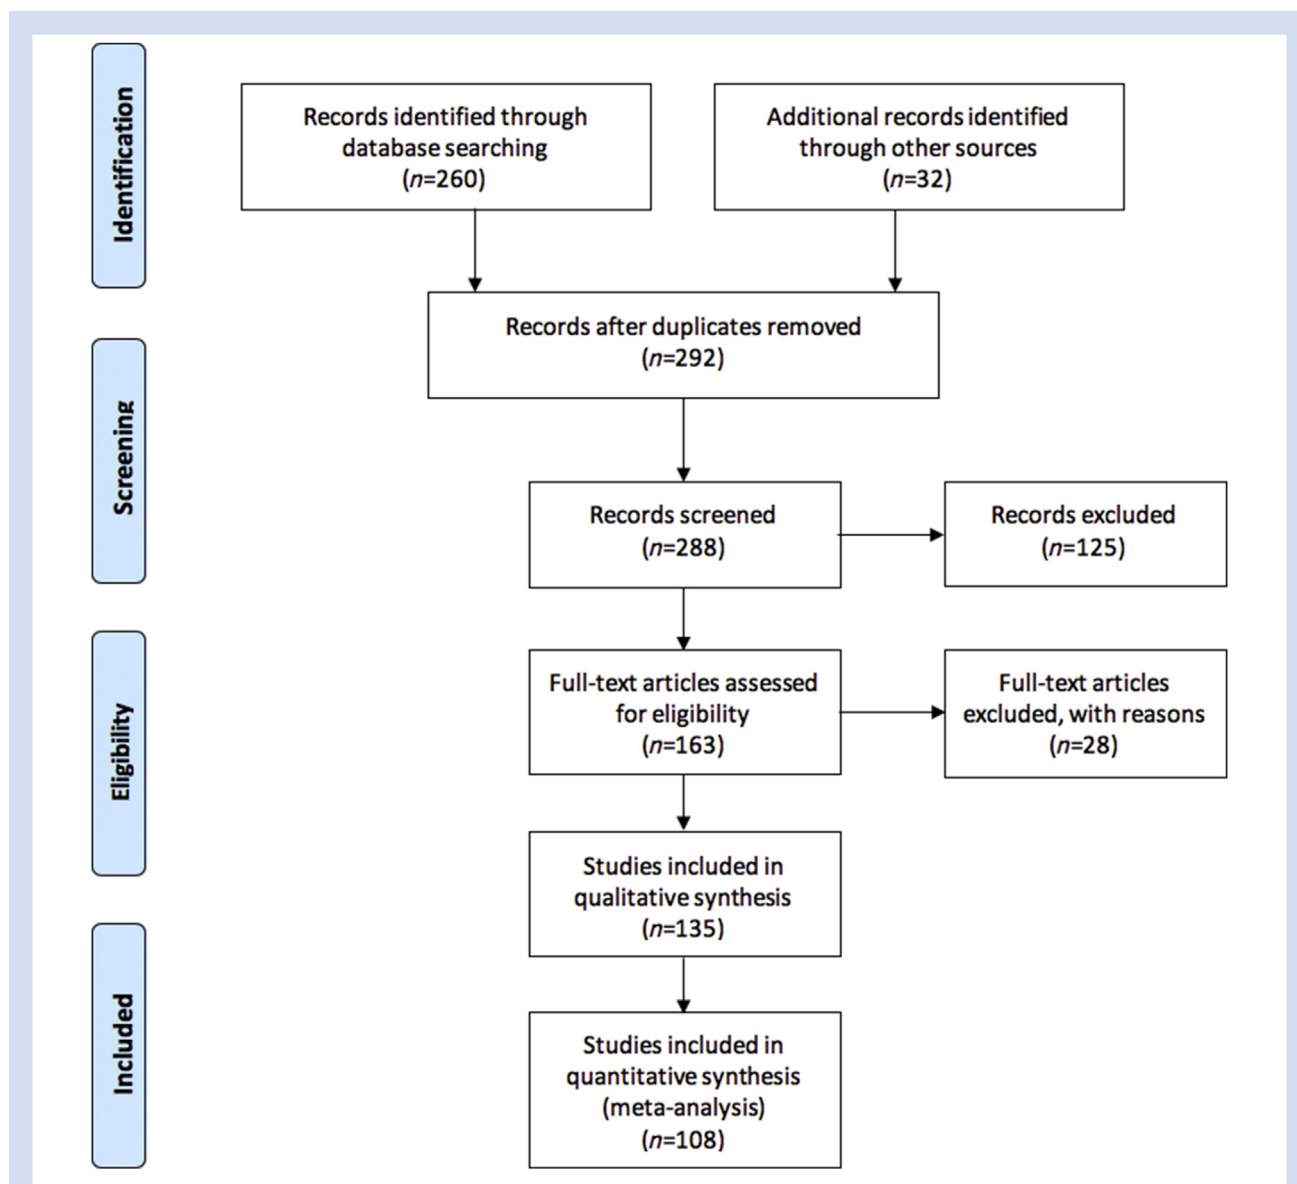 Identification
Records identified through
database searching
(n=260)
Additional records identified
through other sources
(n=32)
Records after duplicates removed
(n=292)
Screening
Records screened
(n=288)
Records excluded
(n=125)
Eligibility
Full-text articles assessed
for eligibility
(n=163)
Full-text articles
excluded, with reasons
(n=28)
Studies included in
qualitative synthesis
(n=135)
Included
Studies included in
quantitative synthesis
(meta-analysis)
(n=108)